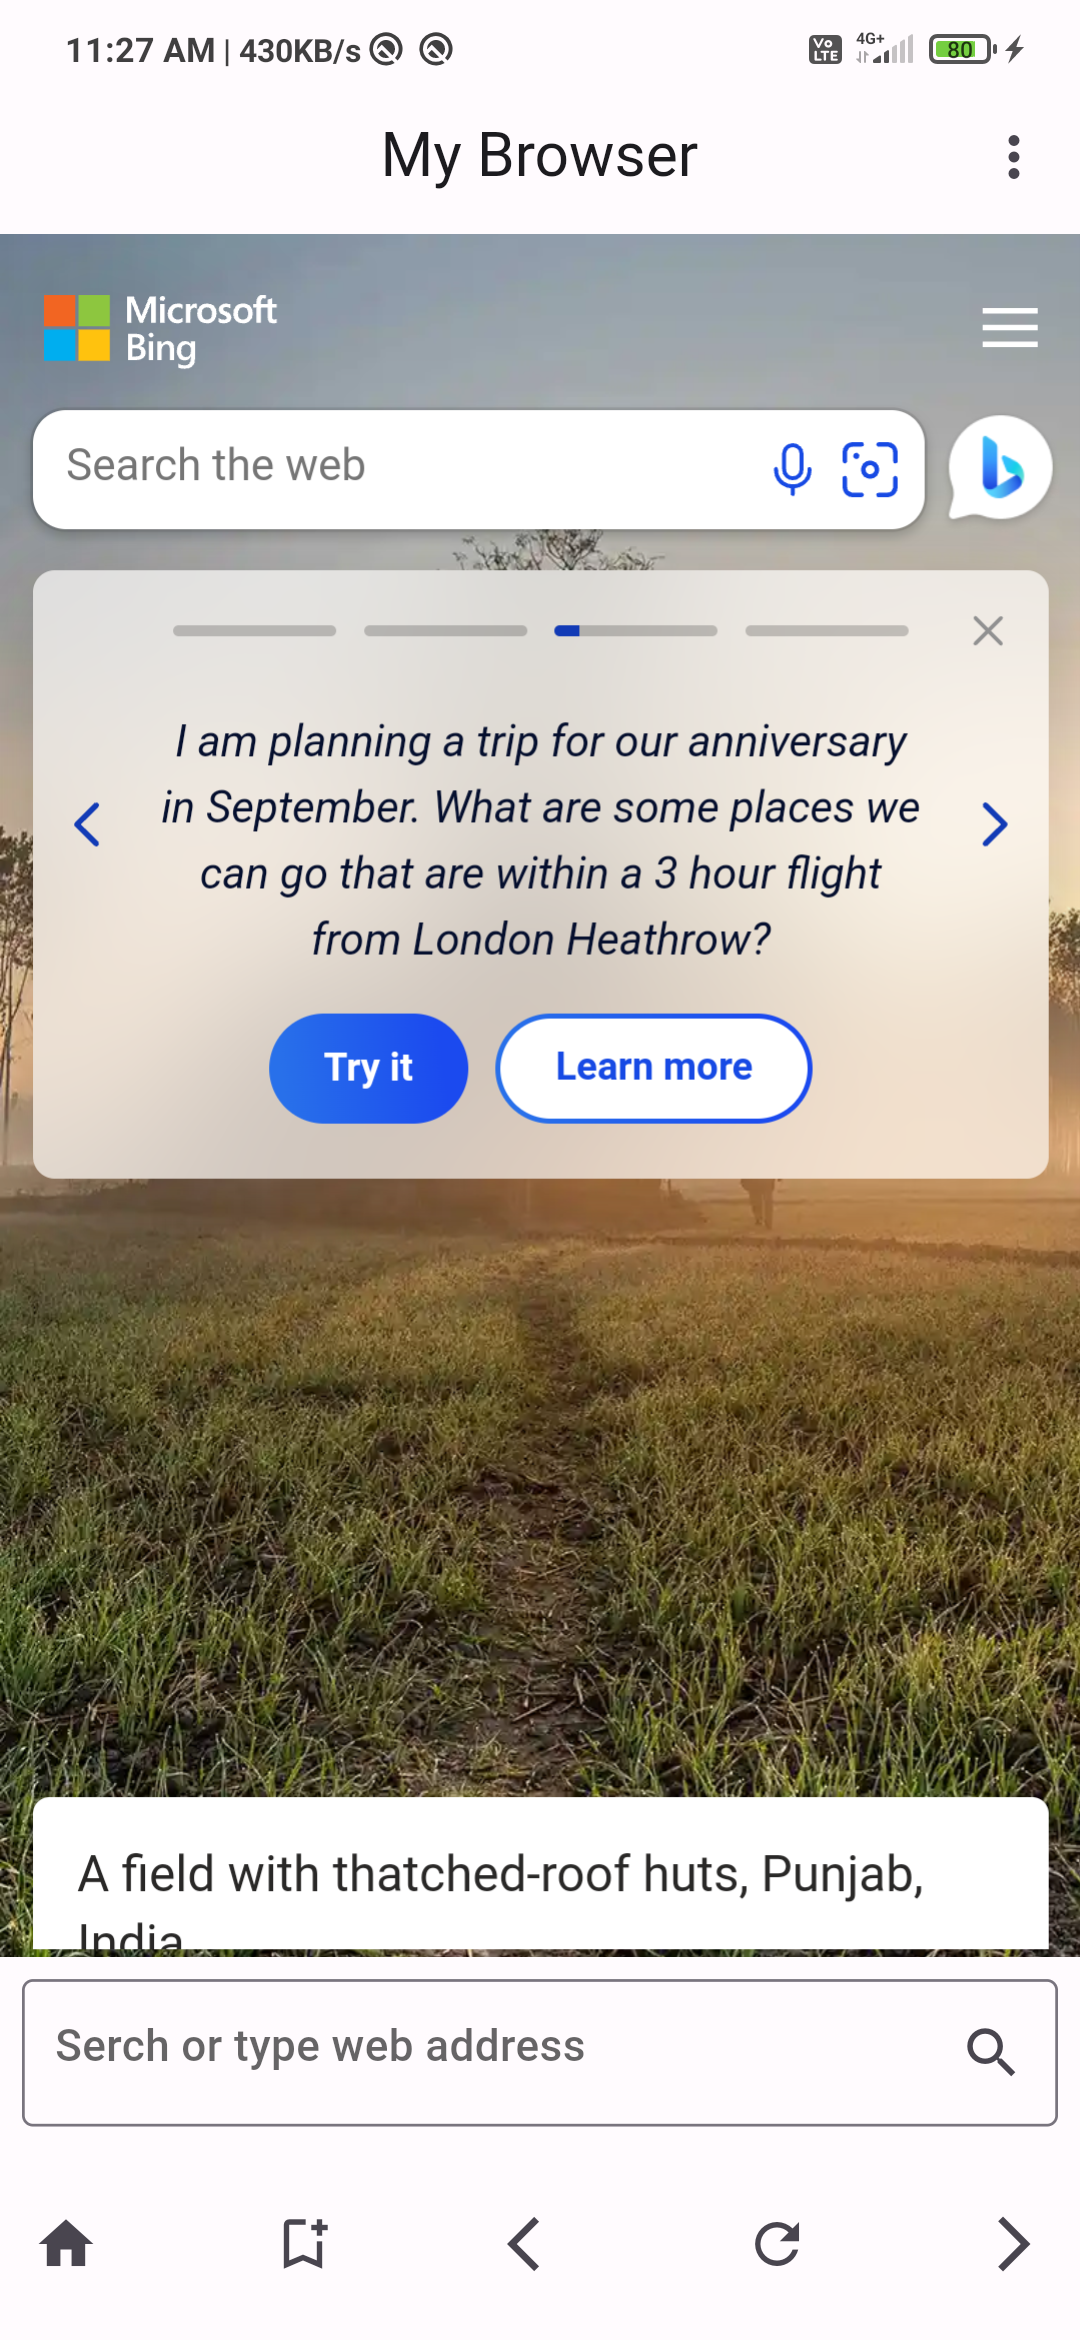 11:27 AM | 430KB/s
Vo LTE 4G+ 80
My Browser
Microsoft
Bing
Search the web
I am planning a trip for our anniversary
in September. What are some places we
can go that are within a 3 hour flight
from London Heathrow?
Try it Learn more
A field with thatched-roof huts, Punjab,
India
Serch or type web address